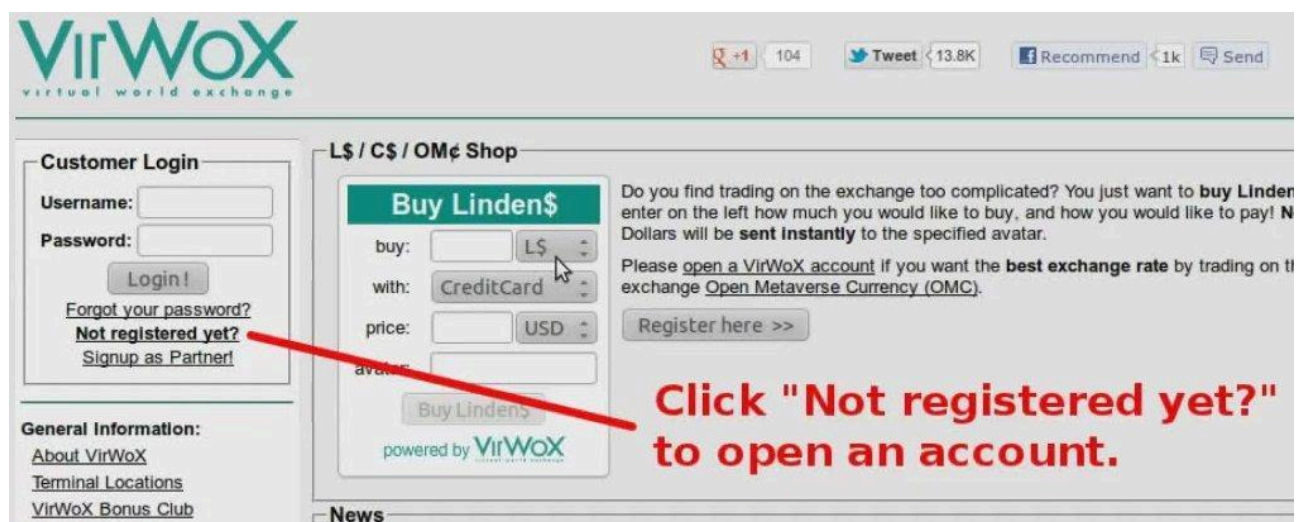 VirWoX
virtual world exchange
+1 104
Tweet 13.8K
Recommend 1k Send
Customer Login
Username:
Password:
Login!
Forgot your password?
Not registered yet?
Signup as Partner!
General Information:
About VirWoX
Terminal Locations
VirWoX Bonus Club
L$ / C$ / OM¢ Shop
Buy Linden$
buy: L$
with: CreditCard
price: USD
avatar:
Buy Linden$
powered by VirWoX
Do you find trading on the exchange too complicated? You just want to buy Linden
enter on the left how much you would like to buy, and how you would like to pay!
Dollars will be sent instantly to the specified avatar.
Please open a VirWoX account if you want the best exchange rate by trading on
exchange Open Metaverse Currency (OMC).
Register here >>
Click "Not registered yet?"
to open an account.
News